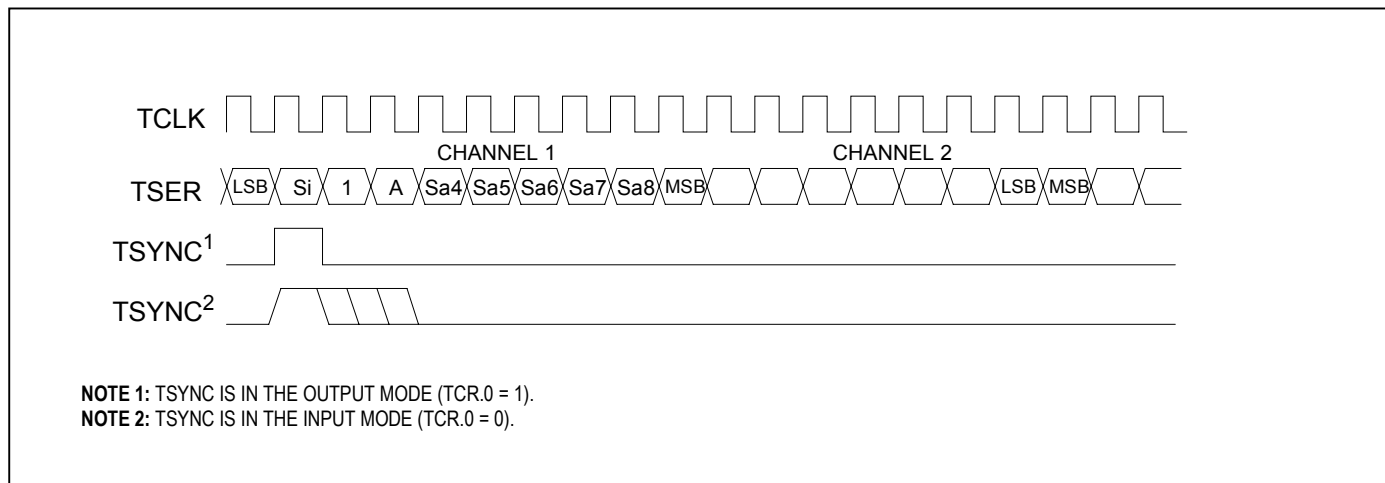 TCLK
CHANNEL 1 CHANNEL 2
TSER LSB Si 1 A Sa4 Sa5 Sa6 Sa7 Sa8 MSB LSB MSB
TSYNC1
TSYNC2
NOTE 1: TSYNC IS IN THE OUTPUT MODE (TCR.0 = 1).
NOTE 2: TSYNC IS IN THE INPUT MODE (TCR.0 = 0).